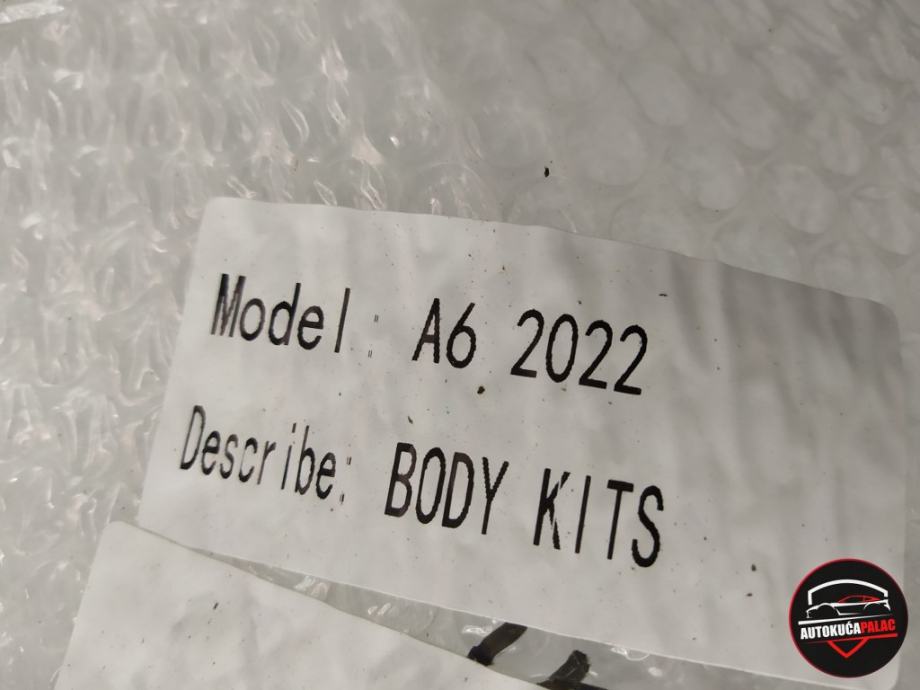 Model: A6 2022
Describe: BODY KITS
AUTOKUĆAPALAC